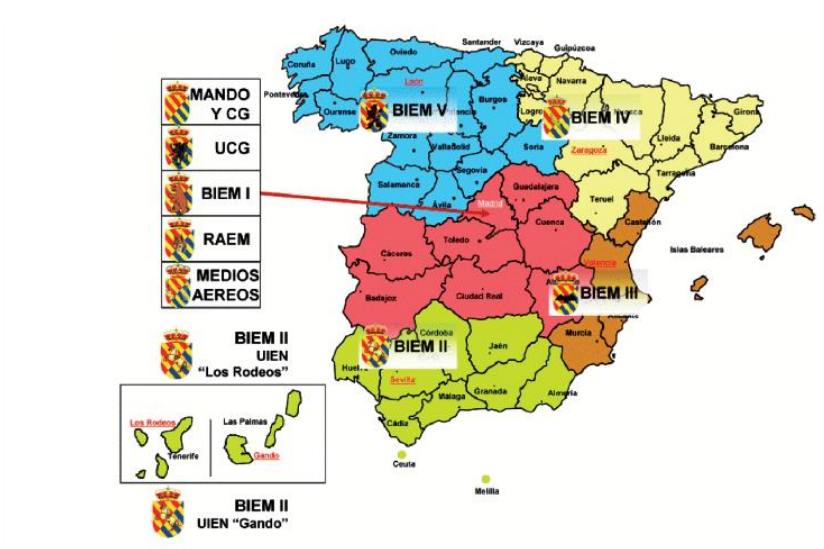 Oviedo
Santander
Vizcaya
Guipúzcoa
Coruña
Lugo
León
Alava
Navarra
Pontevedra
Ourense
BIEM V
Burgos
BIEM IV
Huesca
Girona
Lleida
Barcelona
Zamora
Valladolid
Soria
Zaragoza
Tarragona
Segovia
Salamanca
Ávila
Guadalajara
Madrid
Teruel
Cuenca
Castellón
Toledo
Cáceres
Valencia
Islas Baleares
Badajoz
Ciudad Real
BIEM III
Murcia
Córdoba
BIEM II
Jaén
Sevilla
Granada
Almería
Málaga
Cádiz
Ceuta
Melilla
MANDO
Y CG
UCG
BIEM I
RAEM
MEDIOS
AEREOS
BIEM II
UIEN
“Los Rodeos”
Los Rodeos
Tenerife
Las Palmas
Gando
BIEM II
UIEN “Gando”